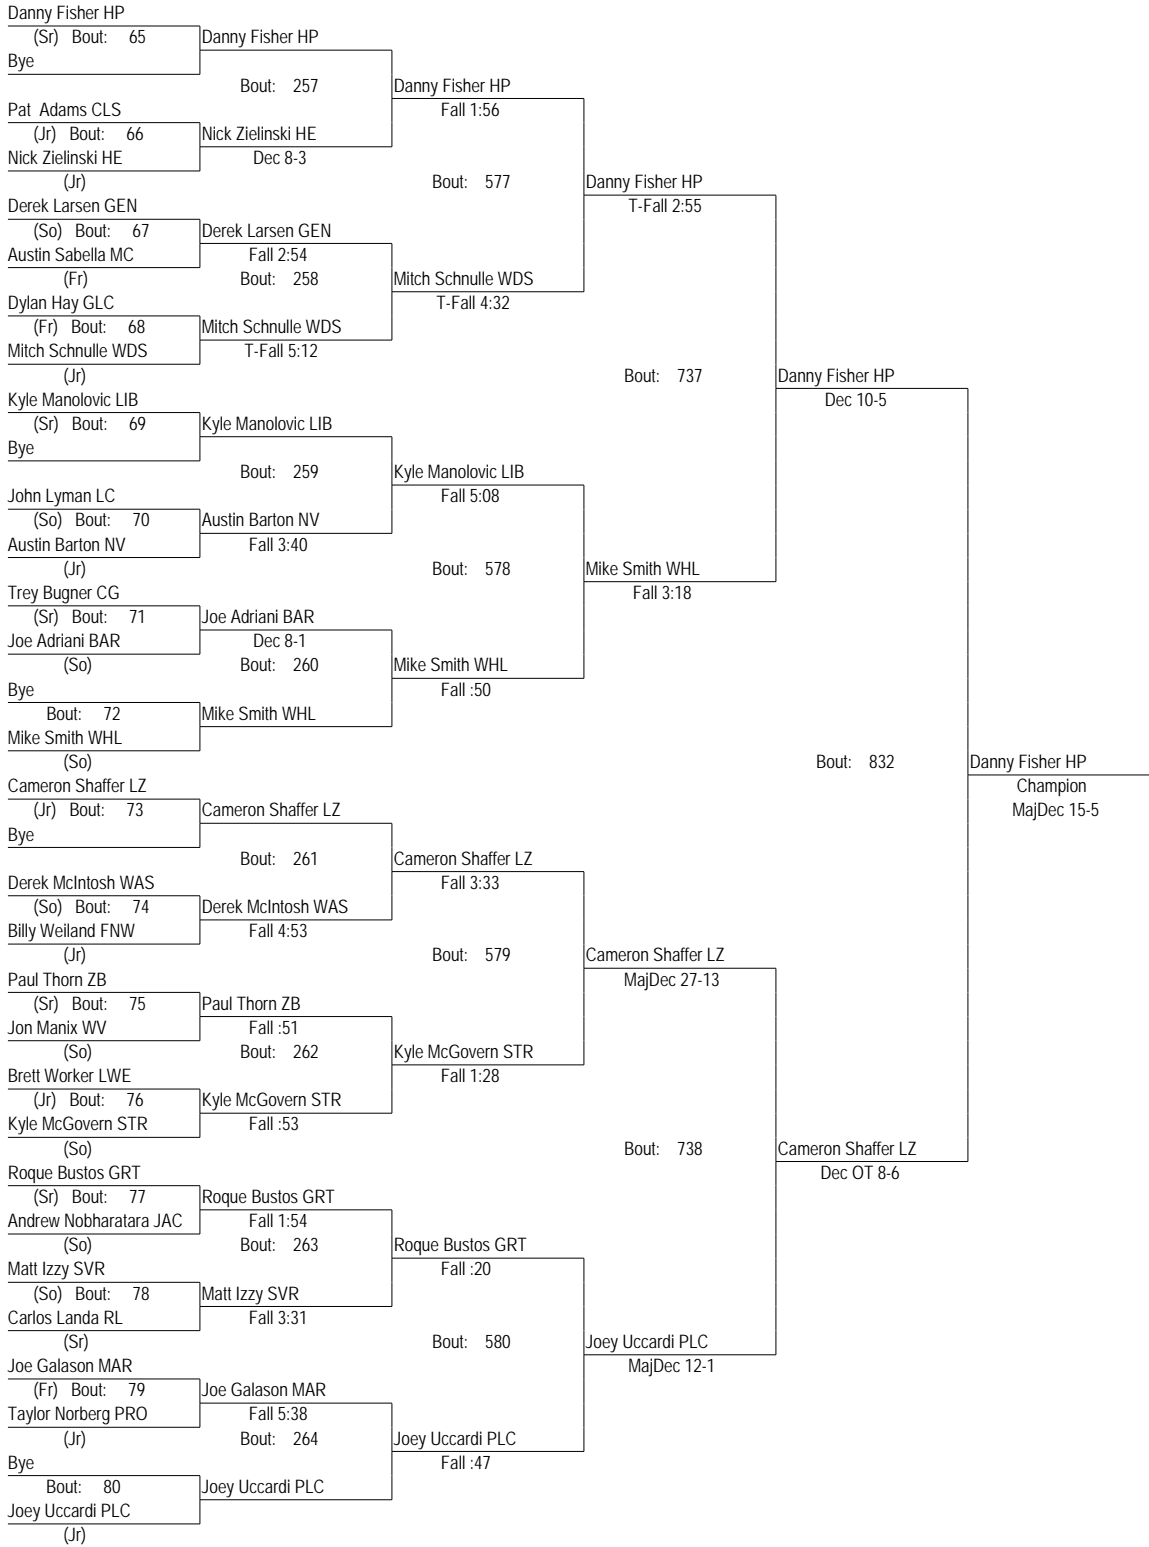 Danny Fisher HP
(Sr) Bout: 65
Danny Fisher HP
Bye
Bout: 257
Danny Fisher HP
Pat Adams CLS
Fall 1:56
(Jr) Bout: 66
Nick Zielinski HE
Nick Zielinski HE
Dec 8-3
(Jr)
Bout: 577
Danny Fisher HP
Derek Larsen GEN
T-Fall 2:55
(So) Bout: 67
Derek Larsen GEN
Austin Sabella MC
Fall 2:54
(Fr)
Bout: 258
Mitch Schnulle WDS
Dylan Hay GLC
T-Fall 4:32
(Fr) Bout: 68
Mitch Schnulle WDS
Mitch Schnulle WDS
T-Fall 5:12
(Jr)
Bout: 737
Danny Fisher HP
Kyle Manolovic LIB
Dec 10-5
(Sr) Bout: 69
Kyle Manolovic LIB
Bye
Bout: 259
Kyle Manolovic LIB
John Lyman LC
Fall 5:08
(So) Bout: 70
Austin Barton NV
Austin Barton NV
Fall 3:40
(Jr)
Bout: 578
Mike Smith WHL
Trey Bugner CG
Fall 3:18
(Sr) Bout: 71
Joe Adriani BAR
Joe Adriani BAR
Dec 8-1
(So)
Bout: 260
Mike Smith WHL
Bye
Fall :50
Bout: 72
Mike Smith WHL
Mike Smith WHL
(So)
Bout: 832
Danny Fisher HP
Cameron Shaffer LZ
Champion
(Jr) Bout: 73
Cameron Shaffer LZ
MajDec 15-5
Bye
Bout: 261
Cameron Shaffer LZ
Derek McIntosh WAS
Fall 3:33
(So) Bout: 74
Derek McIntosh WAS
Billy Weiland FNW
Fall 4:53
(Jr)
Bout: 579
Cameron Shaffer LZ
Paul Thorn ZB
MajDec 27-13
(Sr) Bout: 75
Paul Thorn ZB
Jon Manix WV
Fall :51
(So)
Bout: 262
Kyle McGovern STR
Brett Worker LWE
Fall 1:28
(Jr) Bout: 76
Kyle McGovern STR
Kyle McGovern STR
Fall :53
(So)
Bout: 738
Cameron Shaffer LZ
Roque Bustos GRT
Dec OT 8-6
(Sr) Bout: 77
Roque Bustos GRT
Andrew Nobharatara JAC
Fall 1:54
(So)
Bout: 263
Roque Bustos GRT
Matt Izzy SVR
Fall :20
(So) Bout: 78
Matt Izzy SVR
Carlos Landa RL
Fall 3:31
(Sr)
Bout: 580
Joey Uccardi PLC
Joe Galason MAR
MajDec 12-1
(Fr) Bout: 79
Joe Galason MAR
Taylor Norberg PRO
Fall 5:38
(Jr)
Bout: 264
Joey Uccardi PLC
Bye
Fall :47
Bout: 80
Joey Uccardi PLC
Joey Uccardi PLC
(Jr)